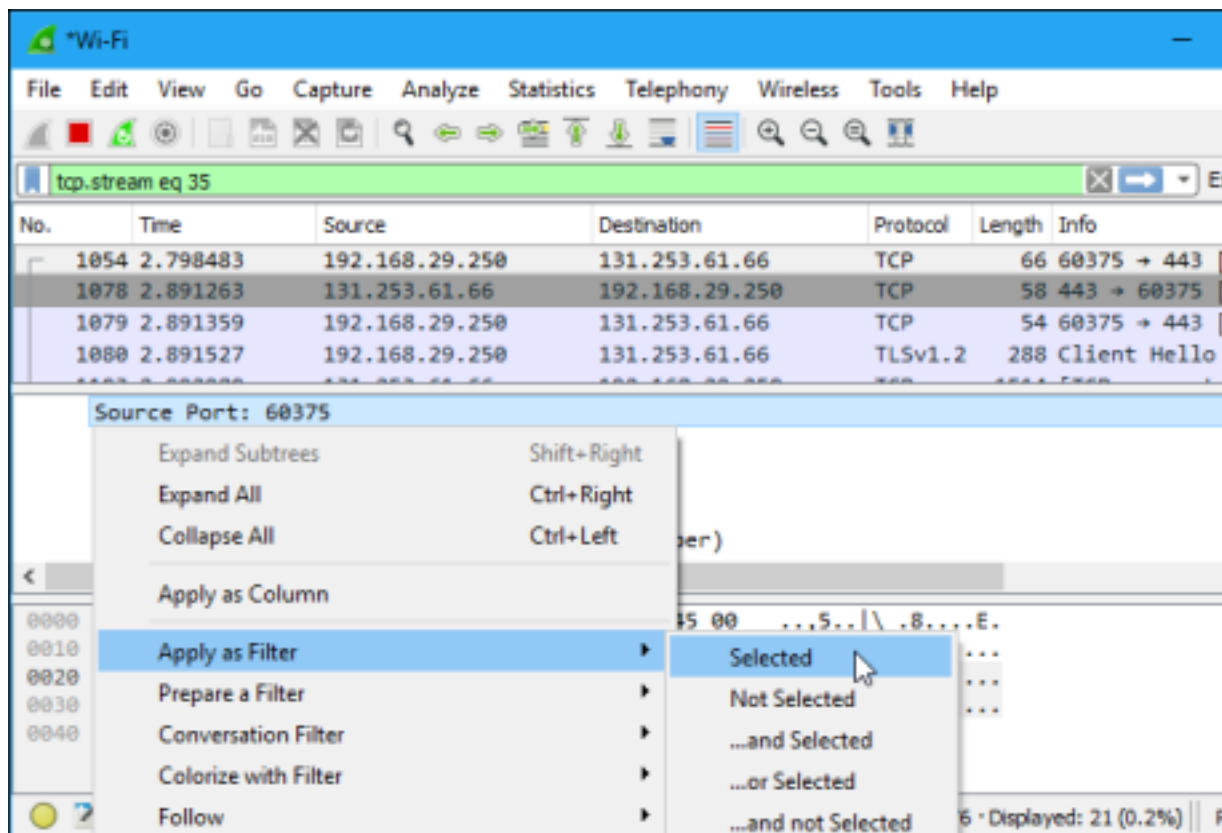 *Wi-Fi
File Edit View Go Capture Analyze Statistics Telephony Wireless Tools Help
tcp.stream eq 35
No. Time Source Destination Protocol Length Info
1054 2.798483 192.168.29.250 131.253.61.66 TCP 66 60375 → 443 [
1078 2.891263 131.253.61.66 192.168.29.250 TCP 58 443 → 60375 [
1079 2.891359 192.168.29.250 131.253.61.66 TCP 54 60375 → 443 [
1080 2.891527 192.168.29.250 131.253.61.66 TLSv1.2 288 Client Hello
Source Port: 60375
Expand Subtrees Shift+Right
Expand All Ctrl+Right
Collapse All Ctrl+Left
ber)
Apply as Column
0000 45 00 ...5..|\ .8....E.
Apply as Filter Selected
0010 ...
0020 ...
Prepare a Filter Not Selected
0030 ...
0040
Conversation Filter ...and Selected
Colorize with Filter ...or Selected
Follow ...and not Selected
6 · Displayed: 21 (0.2%)